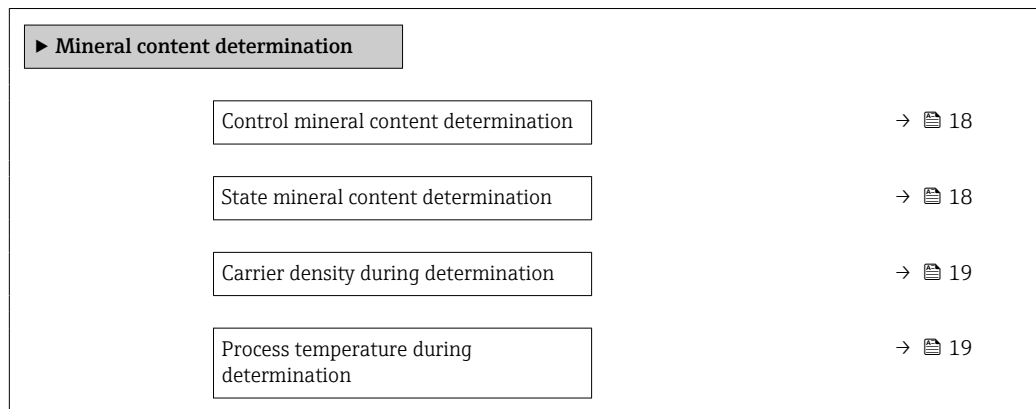 ► Mineral content determination
Control mineral content determination → 18
State mineral content determination → 18
Carrier density during determination → 19
Process temperature during → 19
determination